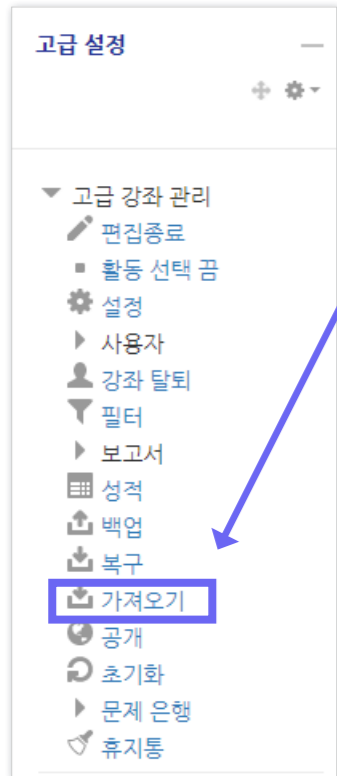 고급 설정
고급 강좌 관리
편집종료
활동 선택 끔
설정
사용자
강좌 탈퇴
필터
보고서
성적
백업
복구
가져오기
공개
초기화
문제 은행
휴지통